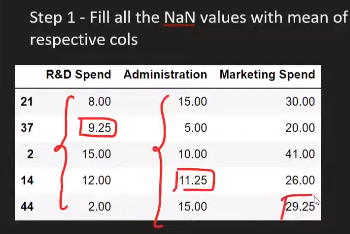 Step 1 - Fill all the NaN values with mean of
respective cols
R&D Spend Administration Marketing Spend
21 8.00 15.00 30.00
37 9.25 5.00 20.00
2 15.00 10.00 41.00
14 12.00 11.25 26.00
44 2.00 15.00 29.25